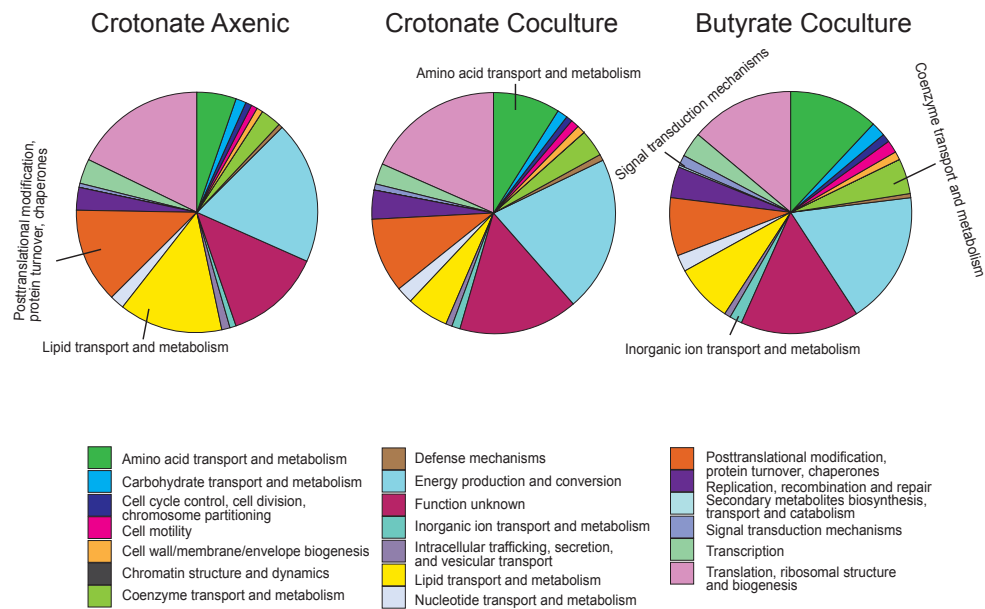 Crotonate Axenic
Crotonate Coculture
Butyrate Coculture
Amino acid transport and metabolism
Signal transduction mechanisms
Coenzyme transport and metabolism
Posttranslational modification,
protein turnover, chaperones
Lipid transport and metabolism
Inorganic ion transport and metabolism
Amino acid transport and metabolism
Carbohydrate transport and metabolism
Cell cycle control, cell division,
chromosome partitioning
Cell motility
Cell wall/membrane/envelope biogenesis
Chromatin structure and dynamics
Coenzyme transport and metabolism
Defense mechanisms
Energy production and conversion
Function unknown
Inorganic ion transport and metabolism
Intracellular trafficking, secretion,
and vesicular transport
Lipid transport and metabolism
Nucleotide transport and metabolism
Posttranslational modification,
protein turnover, chaperones
Replication, recombination and repair
Secondary metabolites biosynthesis,
transport and catabolism
Signal transduction mechanisms
Transcription
Translation, ribosomal structure
and biogenesis